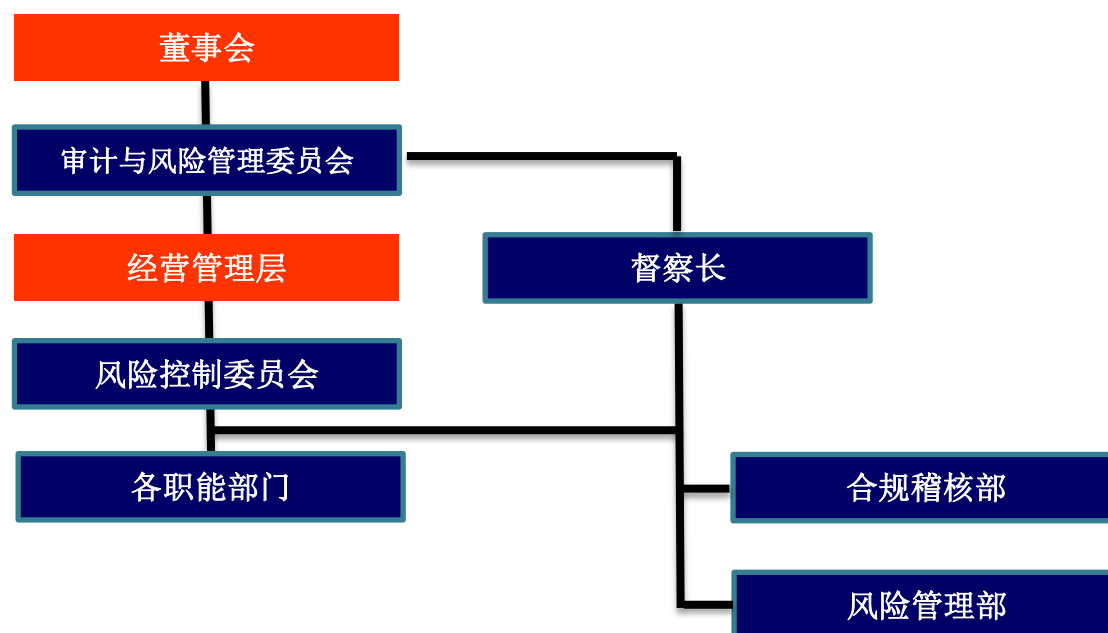 董事会
审计与风险管理委员会
经营管理层
督察长
风险控制委员会
各职能部门
合规稽核部
风险管理部